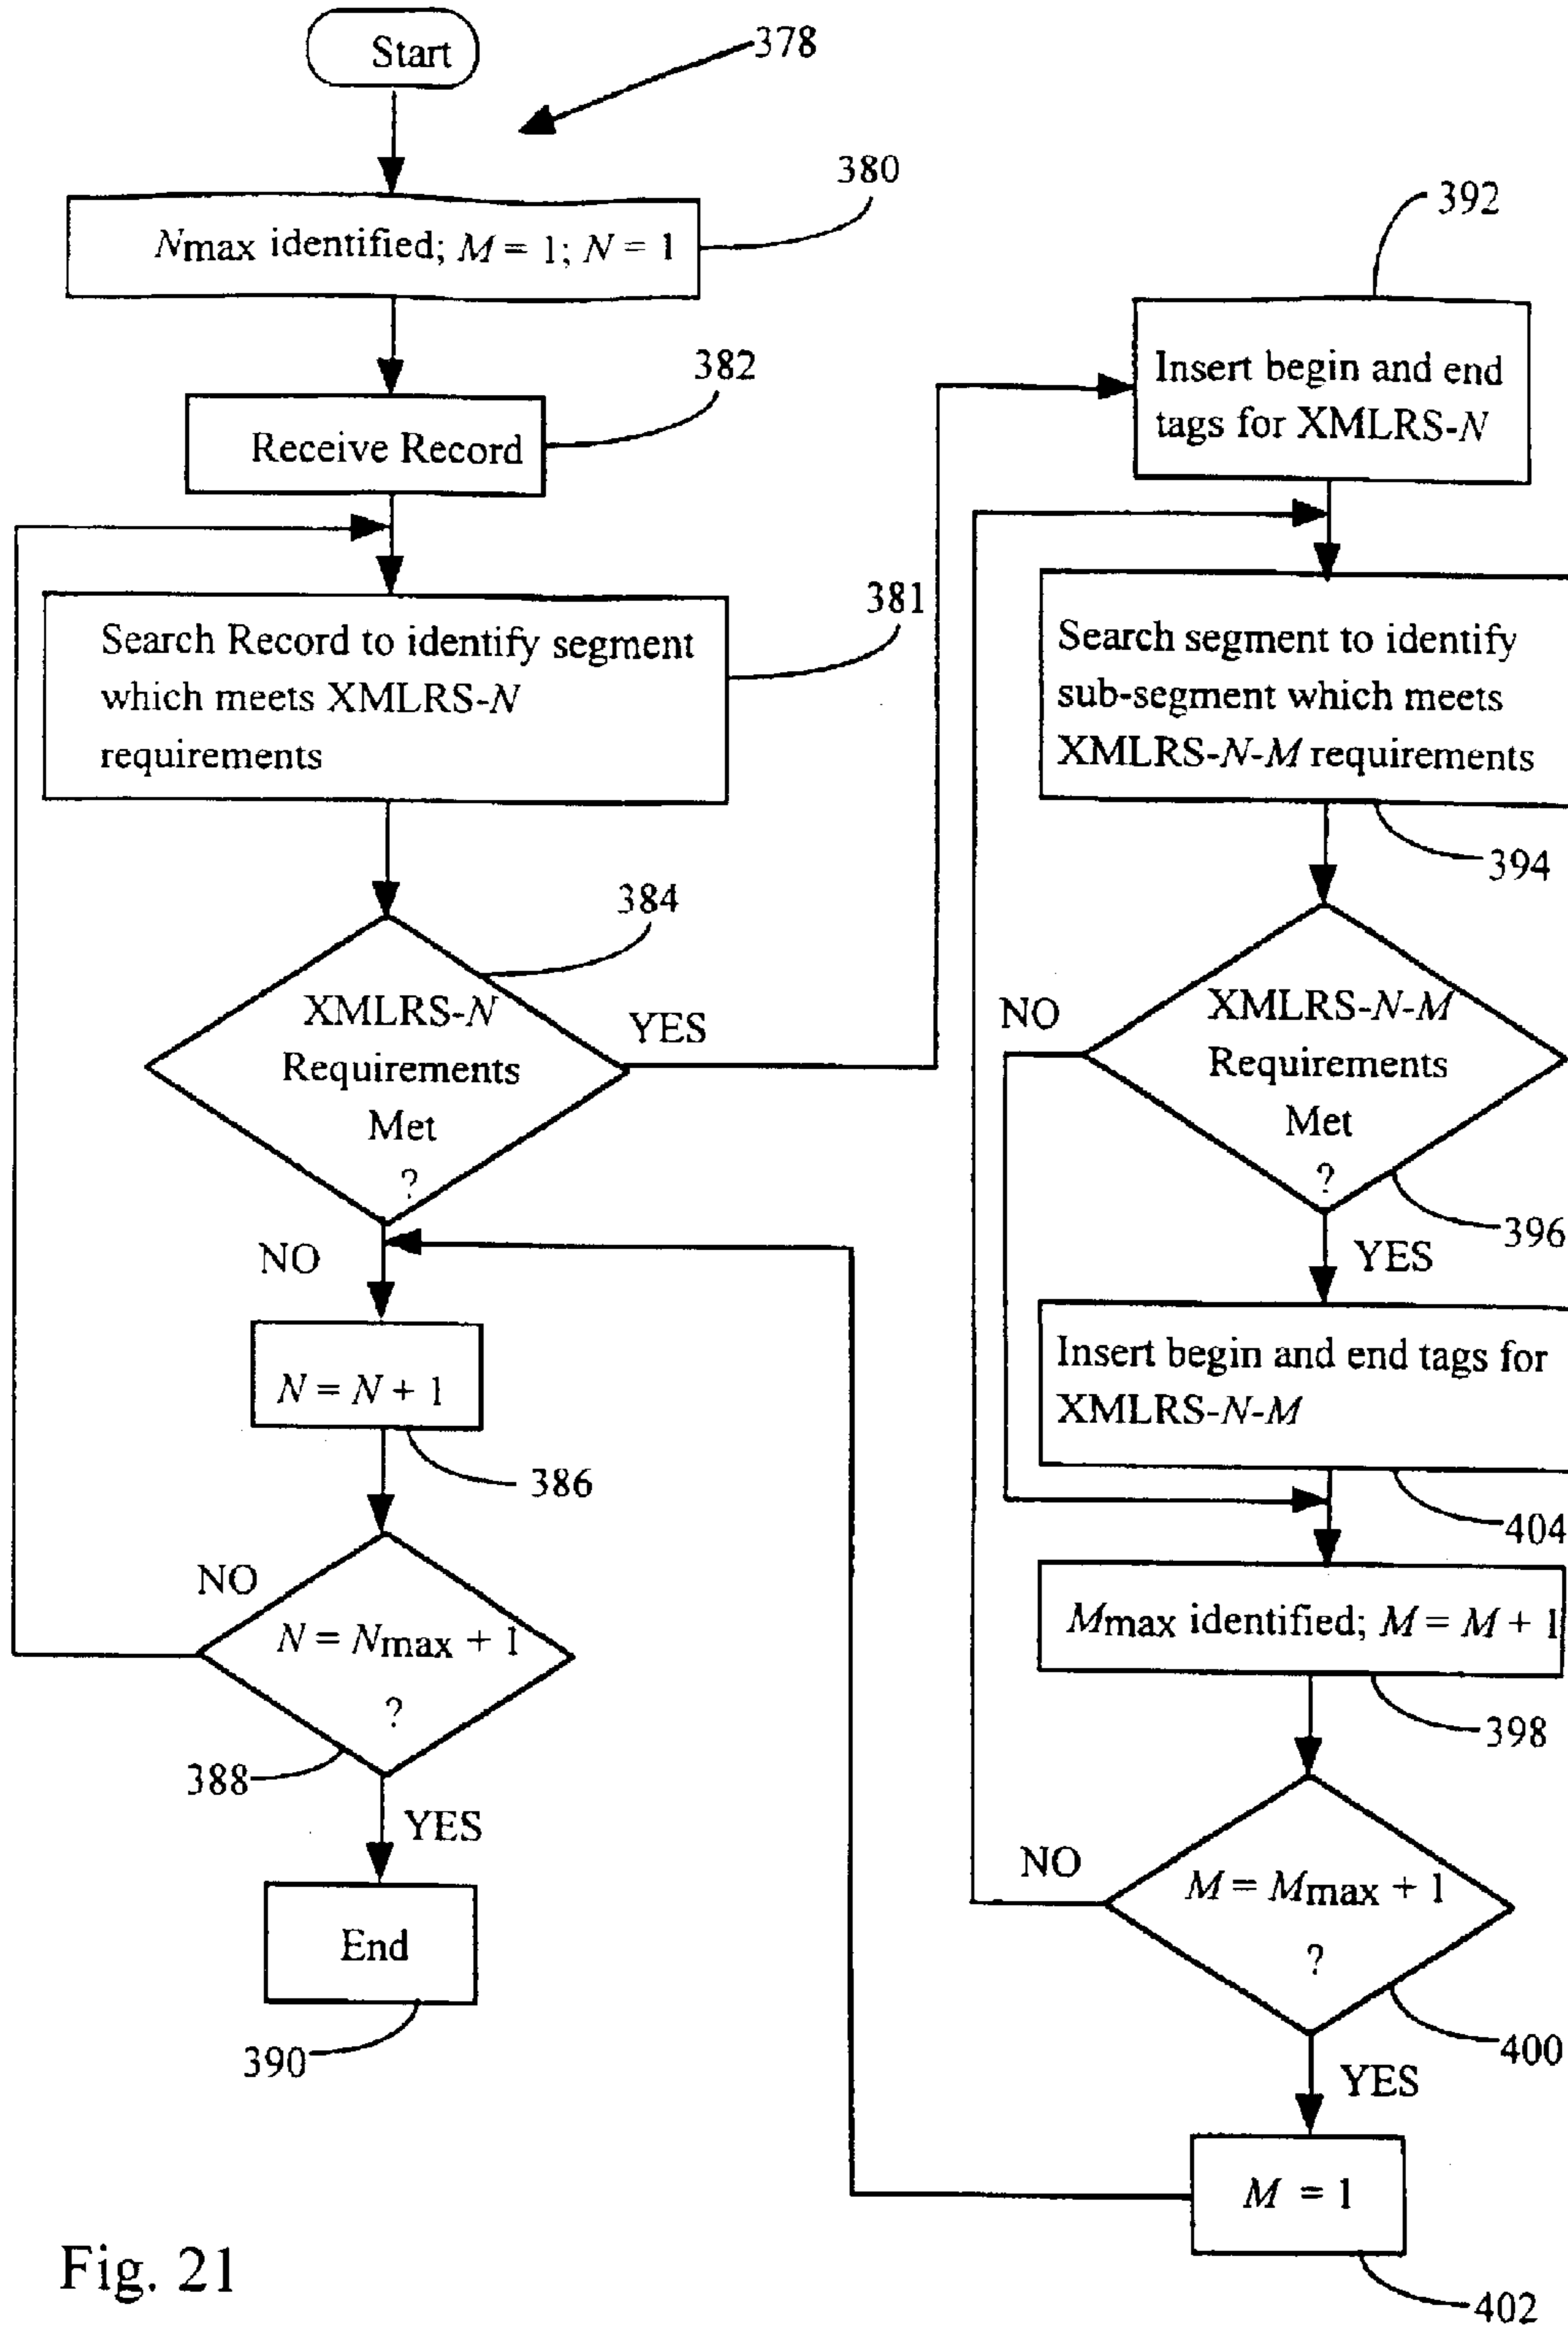 Start
378
380
Nmax identified; M = 1; N = 1
382
Receive Record
381
Search Record to identify segment
which meets XMLRS-N
requirements
384
XMLRS-N
Requirements
Met
?
YES
NO
N = N + 1
386
NO
N = Nmax + 1
?
388
YES
End
390
392
Insert begin and end
tags for XMLRS-N
Search segment to identify
sub-segment which meets
XMLRS-N-M requirements
394
NO
XMLRS-N-M
Requirements
Met
?
396
YES
Insert begin and end tags for
XMLRS-N-M
404
Mmax identified; M = M + 1
398
NO
M = Mmax + 1
?
400
YES
M = 1
402
Fig. 21